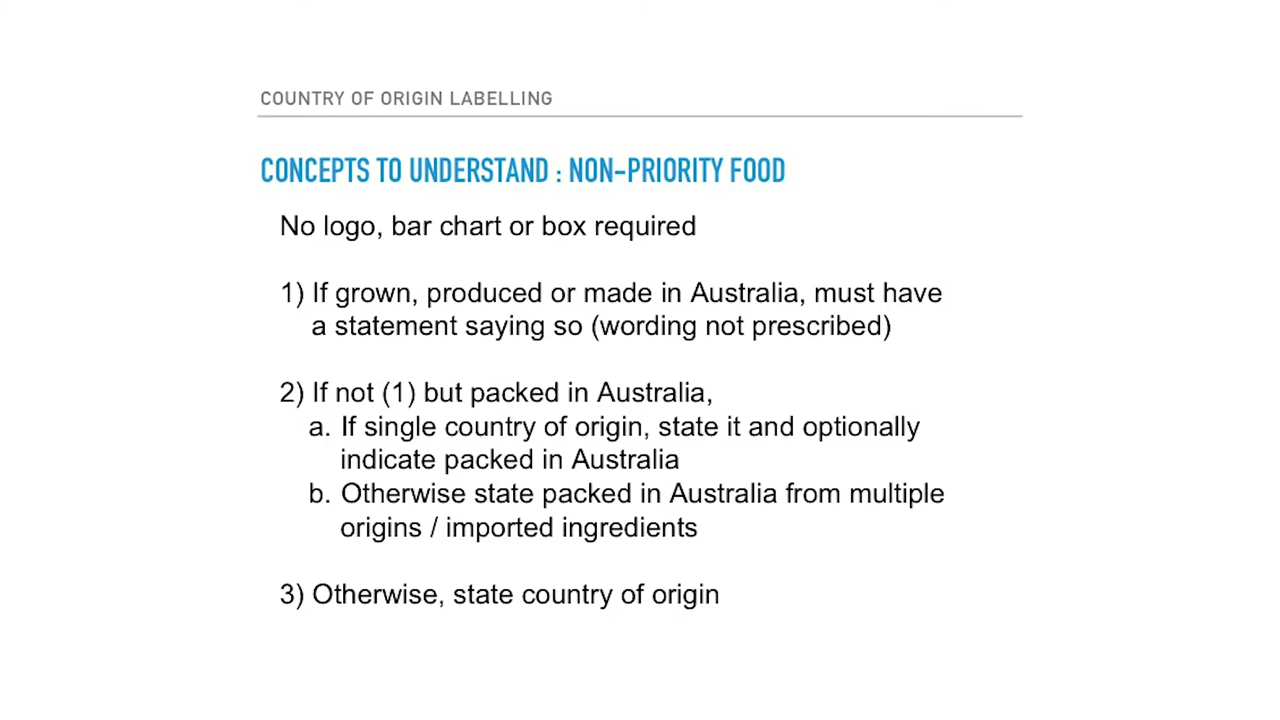 COUNTRY OF ORIGIN LABELLING
CONCEPTS TO UNDERSTAND : NON-PRIORITY FOOD
No logo, bar chart or box required
1) If grown, produced or made in Australia, must have
a statement saying so (wording not prescribed)
2) If not (1) but packed in Australia,
a. If single country of origin, state it and optionally
indicate packed in Australia
b. Otherwise state packed in Australia from multiple
origins / imported ingredients
3) Otherwise, state country of origin